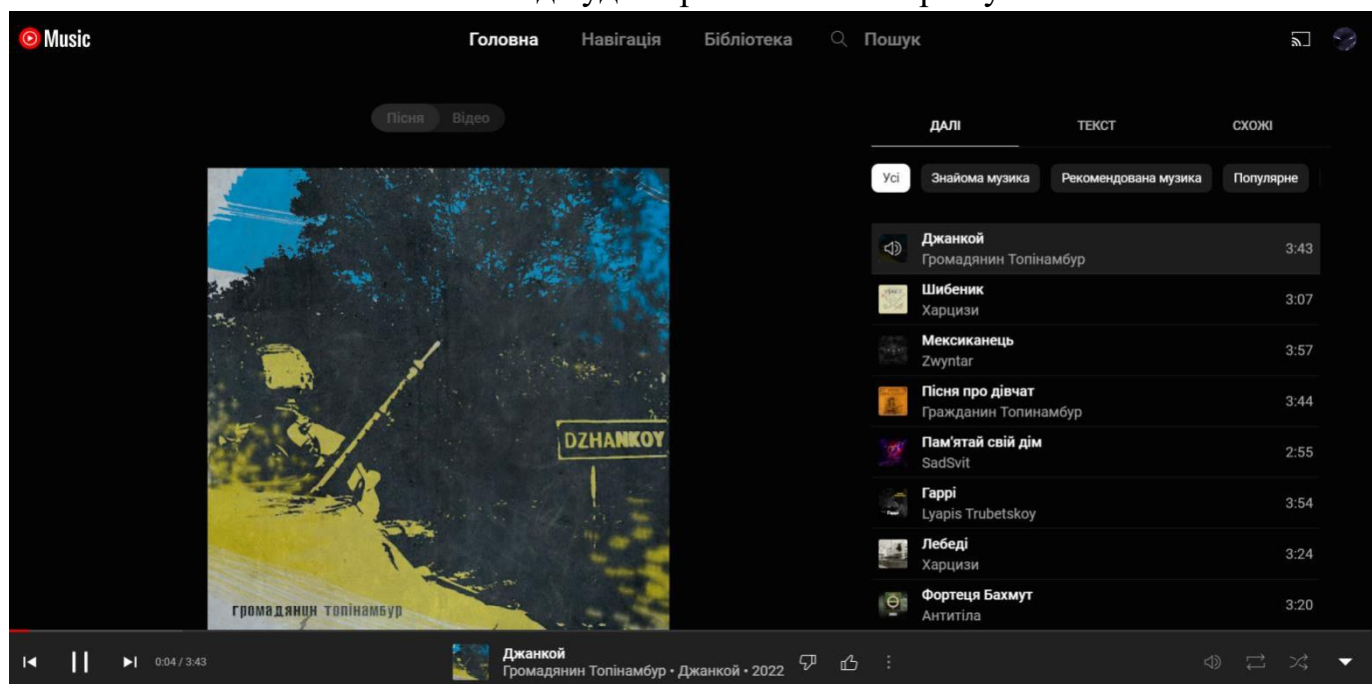 Music
Головна Навігація Бібліотека Пошук
Пісня Відео
DZHANKOY
громадянин топінамбур
ДАЛІ ТЕКСТ СХОЖІ
Усі Знайома музика Рекомендована музика Популярне
Джанкой
Громадянин Топінамбур
3:43
Шибеник
Харцизи
3:07
Мексиканець
Zwyntar
3:57
Пісня про дівчат
Гражданин Топинамбур
3:44
Пам'ятай свій дім
SadSvit
2:55
Гаррі
Lyapis Trubetskoy
3:54
Лебеді
Харцизи
3:24
Фортеця Бахмут
Антитіла
3:20
0:04 / 3:43
Джанкой
Громадянин Топінамбур • Джанкой • 2022